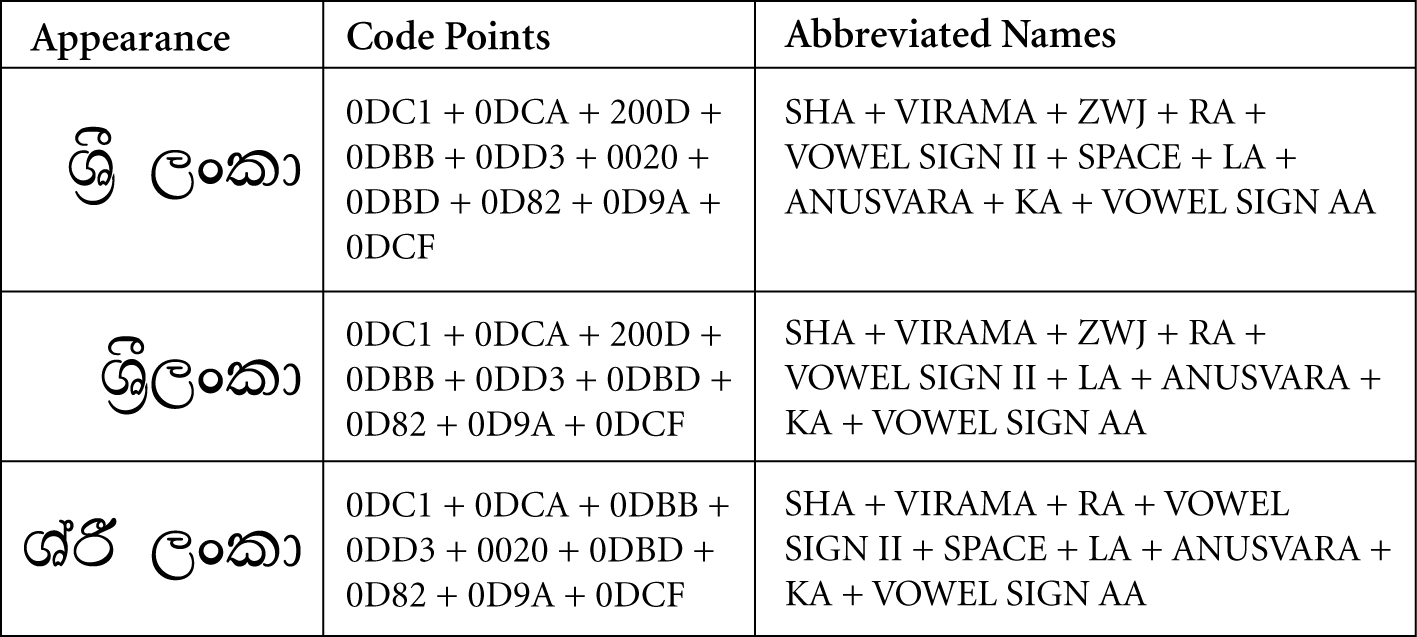 Appearance Code Points Abbreviated Names
ශ්‍රී ලංකා
0DC1 + 0DCA + 200D +
0DBB + 0DD3 + 0020 +
0DBD + 0D82 + 0D9A +
0DCF
SHA + VIRAMA + ZWJ + RA +
VOWEL SIGN II + SPACE + LA +
ANUSVARA + KA + VOWEL SIGN AA
ශ්‍රීලංකා
0DC1 + 0DCA + 200D +
0DBB + 0DD3 + 0DBD +
0D82 + 0D9A + 0DCF
SHA + VIRAMA + ZWJ + RA +
VOWEL SIGN II + LA + ANUSVARA +
KA + VOWEL SIGN AA
ශ්රී ලංකා
0DC1 + 0DCA + 0DBB +
0DD3 + 0020 + 0DBD +
0D82 + 0D9A + 0DCF
SHA + VIRAMA + RA + VOWEL
SIGN II + SPACE + LA + ANUSVARA +
KA + VOWEL SIGN AA